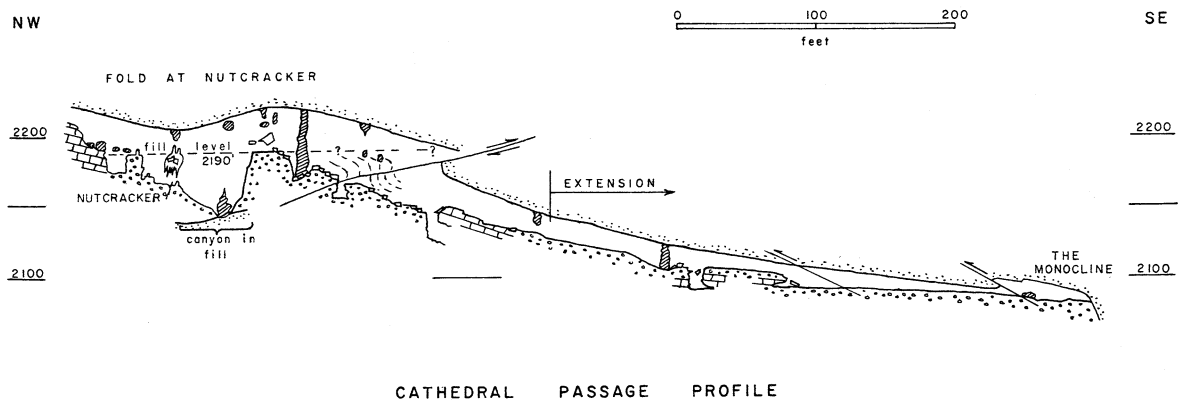 NW
0 100 200
feet
SE
FOLD AT NUTCRACKER
2200
2200
fill level
2190'
?
?
NUTCRACKER
EXTENSION
canyon in
fill
2100
THE
MONOCLINE
2100
CATHEDRAL PASSAGE PROFILE